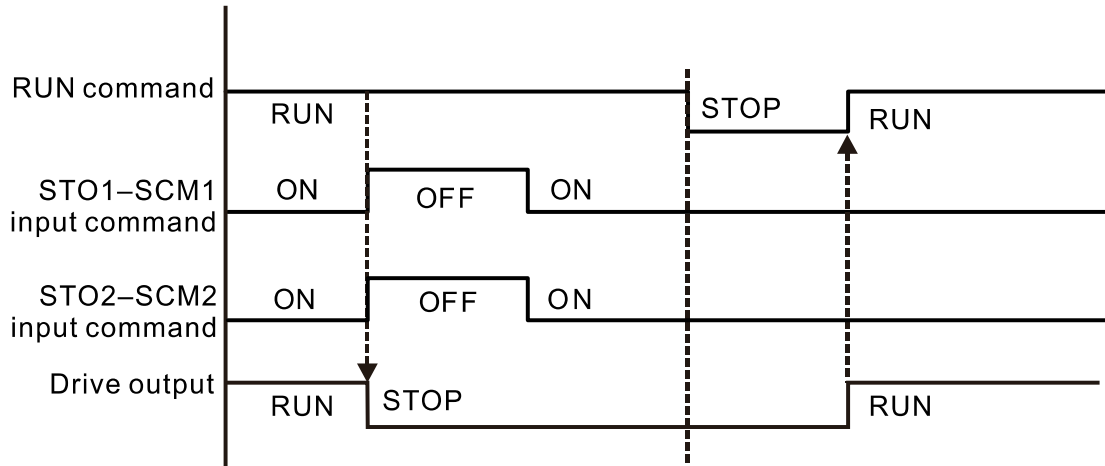 RUN command
RUN
STOP
RUN
STO1–SCM1
input command
ON
OFF
ON
STO2–SCM2
input command
ON
OFF
ON
Drive output
RUN
STOP
RUN